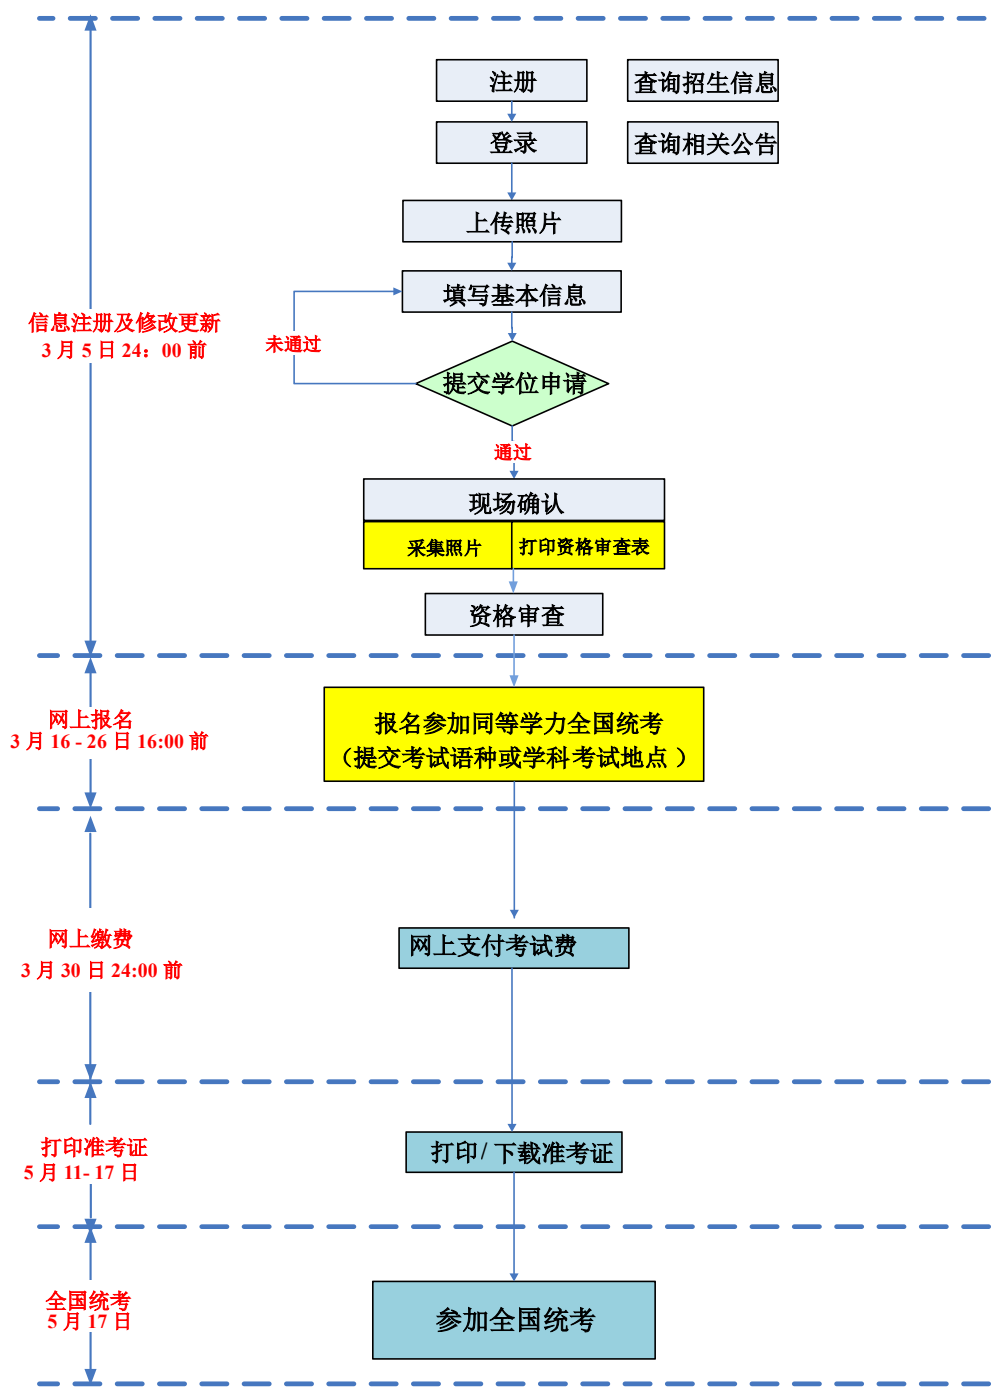 注册
查询招生信息
登录
查询相关公告
上传照片
填写基本信息
信息注册及修改更新
3 月 5 日 24：00 前
未通过
提交学位申请
通过
现场确认
采集照片
打印资格审查表
资格审查
网上报名
3 月 16 - 26 日 16:00 前
报名参加同等学力全国统考
（提交考试语种或学科考试地点 ）
网上缴费
3 月 30 日 24:00 前
网上支付考试费
打印准考证
5 月 11- 17 日
打印/ 下载准考证
全国统考
5 月 17 日
参加全国统考